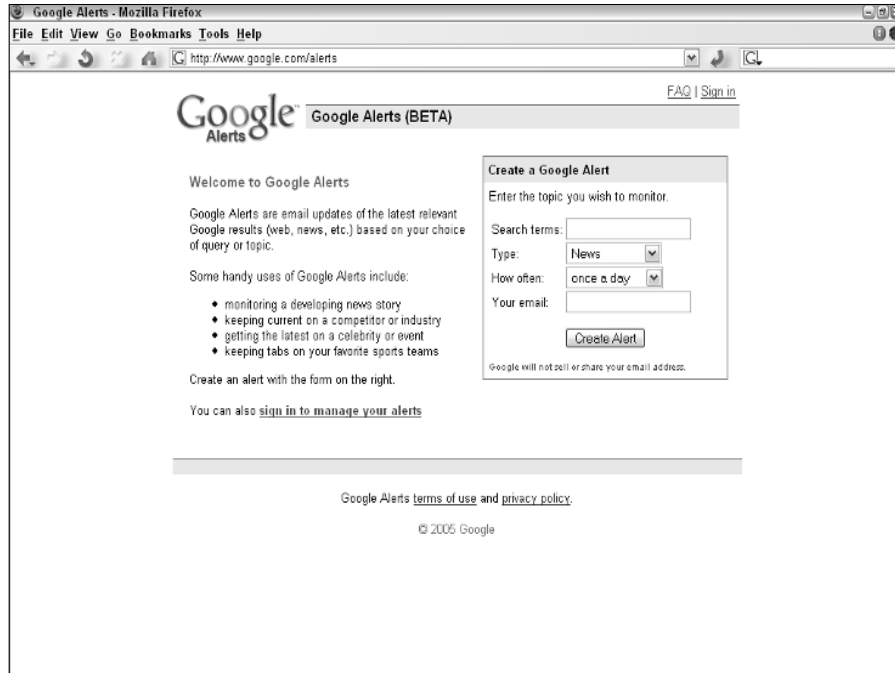 Google Alerts - Mozilla Firefox
File Edit View Go Bookmarks Tools Help
http://www.google.com/alerts
FAQ | Sign in
Google™
Alerts
Google Alerts (BETA)
Welcome to Google Alerts
Google Alerts are email updates of the latest relevant
Google results (web, news, etc.) based on your choice
of query or topic.
Some handy uses of Google Alerts include:
• monitoring a developing news story
• keeping current on a competitor or industry
• getting the latest on a celebrity or event
• keeping tabs on your favorite sports teams
Create an alert with the form on the right.
You can also sign in to manage your alerts
Create a Google Alert
Enter the topic you wish to monitor.
Search terms:
Type: News
How often: once a day
Your email:
Create Alert
Google will not sell or share your email address.
Google Alerts terms of use and privacy policy.
© 2005 Google